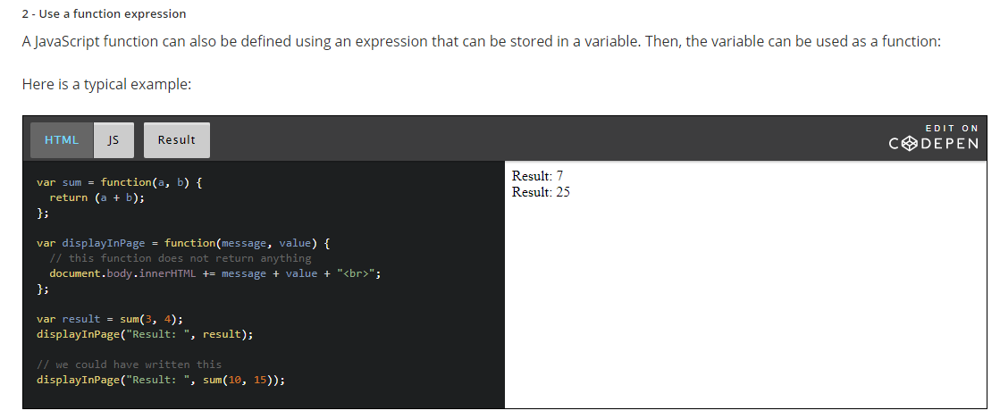 2 - Use a function expression
A JavaScript function can also be defined using an expression that can be stored in a variable. Then, the variable can be used as a function:
Here is a typical example:
HTML JS Result
EDIT ON
CODEPEN
var sum = function(a, b) {
  return (a + b);
};
var displayInPage = function(message, value) {
  // this function does not return anything
  document.body.innerHTML += message + value + "<br>";
};
var result = sum(3, 4);
displayInPage("Result: ", result);
// we could have written this
displayInPage("Result: ", sum(10, 15));
Result: 7
Result: 25